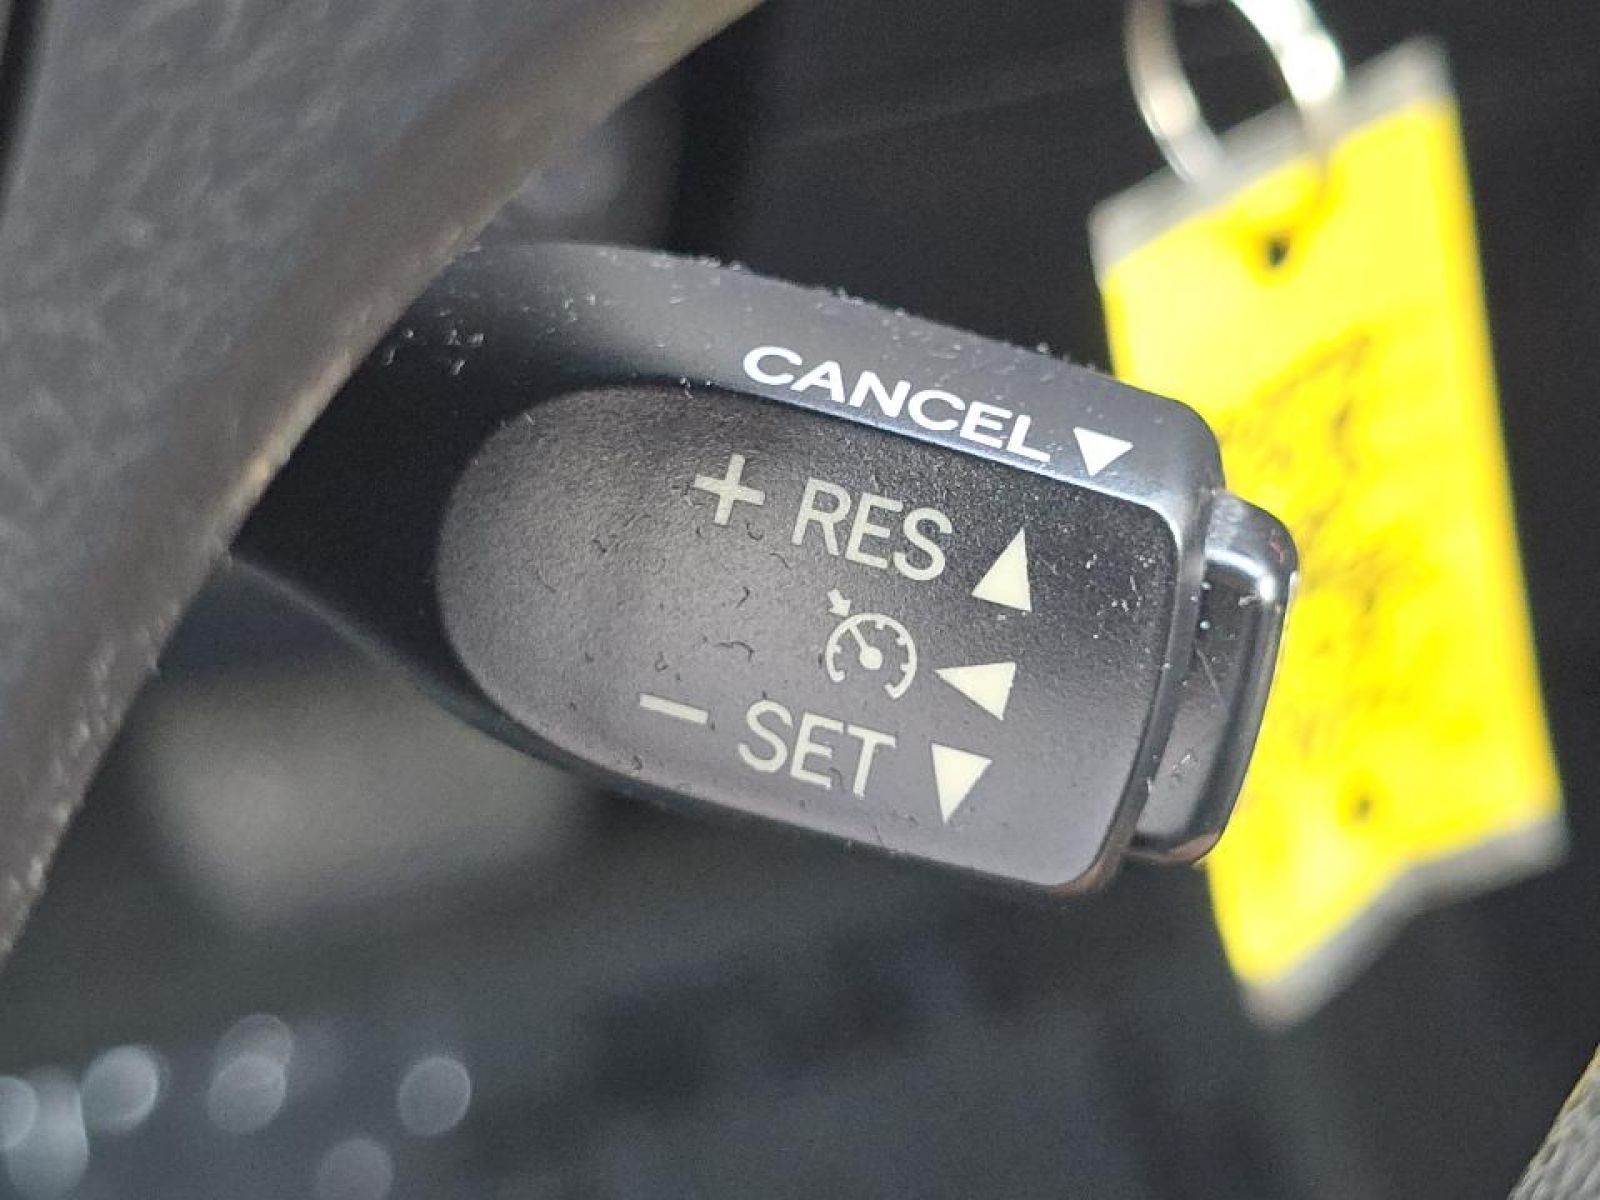 CANCEL ▼
+ RES ▲
◀
− SET ▼